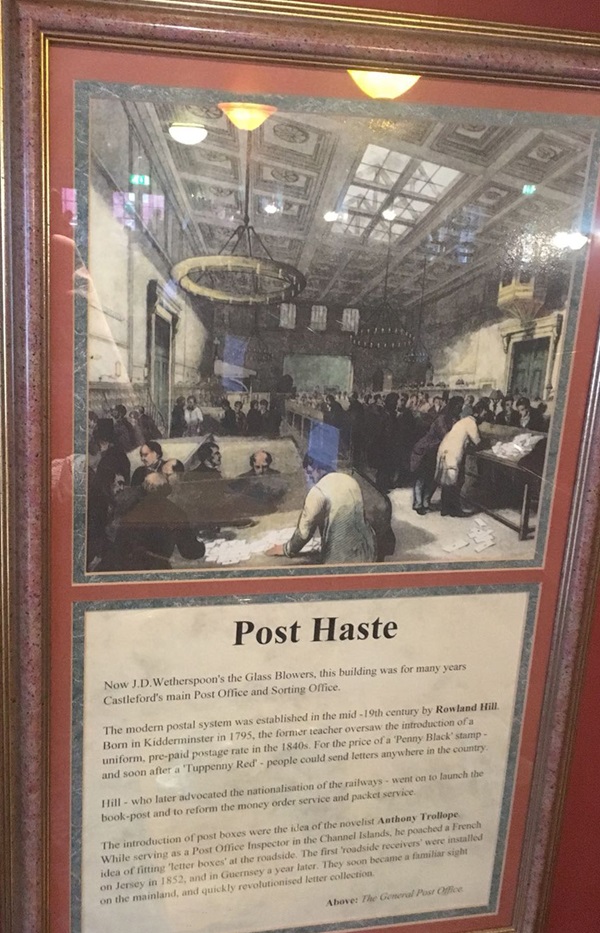 Post Haste
Now J.D.Wetherspoon's the Glass Blowers, this building was for many years
Castleford's main Post Office and Sorting Office.
The modern postal system was established in the mid -19th century by Rowland Hill.
Born in Kidderminster in 1795, the former teacher oversaw the introduction of a
uniform, pre-paid postage rate in the 1840s. For the price of a 'Penny Black' stamp -
and soon after a 'Tuppenny Red' - people could send letters anywhere in the country.
Hill - who later advocated the nationalisation of the railways - went on to launch the
book-post and to reform the money order service and packet service.
The introduction of post boxes were the idea of the novelist Anthony Trollope.
While serving as a Post Office Inspector in the Channel Islands, he poached a French
idea of fitting 'letter boxes' at the roadside. The first 'roadside receivers' were installed
on Jersey in 1852, and in Guernsey a year later. They soon became a familiar sight
on the mainland, and quickly revolutionised letter collection.
Above: The General Post Office.